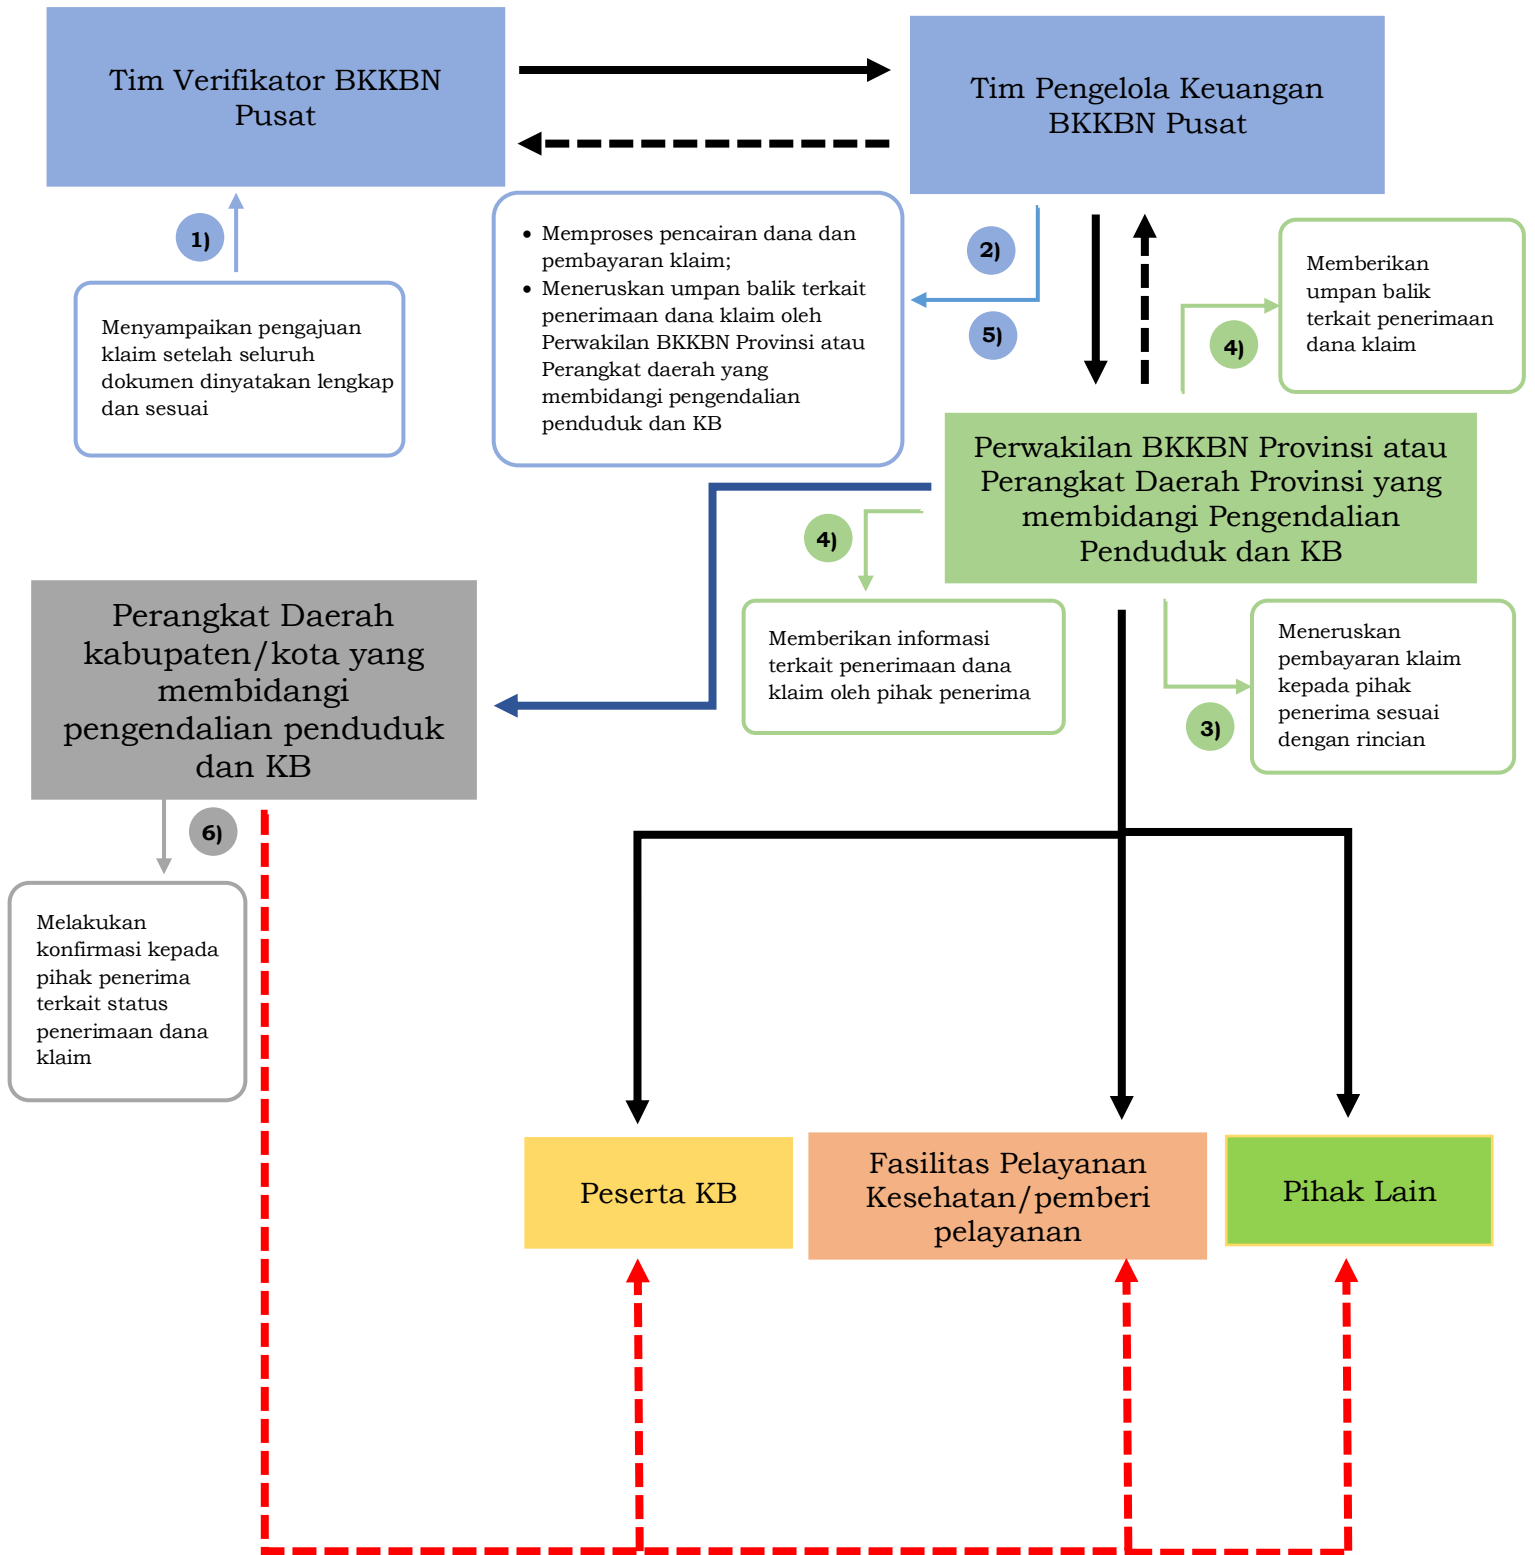 Tim Verifikator BKKBN
Pusat
Tim Pengelola Keuangan
BKKBN Pusat
1)
Menyampaikan pengajuan
klaim setelah seluruh
dokumen dinyatakan lengkap
dan sesuai
• Memproses pencairan dana dan
pembayaran klaim;
• Meneruskan umpan balik terkait
penerimaan dana klaim oleh
Perwakilan BKKBN Provinsi atau
Perangkat daerah yang
membidangi pengendalian
penduduk dan KB
2)
5)
4)
Memberikan
umpan balik
terkait penerimaan
dana klaim
Perwakilan BKKBN Provinsi atau
Perangkat Daerah Provinsi yang
membidangi Pengendalian
Penduduk dan KB
4)
Memberikan informasi
terkait penerimaan dana
klaim oleh pihak penerima
3)
Meneruskan
pembayaran klaim
kepada pihak
penerima sesuai
dengan rincian
Perangkat Daerah
kabupaten/kota yang
membidangi
pengendalian penduduk
dan KB
6)
Melakukan
konfirmasi kepada
pihak penerima
terkait status
penerimaan dana
klaim
Peserta KB
Fasilitas Pelayanan
Kesehatan/pemberi
pelayanan
Pihak Lain